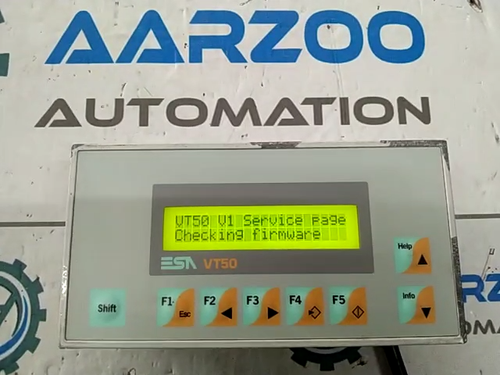 AARZOO
AUTOMATION
VT50 V1 Service page
Checking firmware
ESA VT50
Help
Shift
F1- Esc
F2
F3
F4
F5
Info
AARZOO